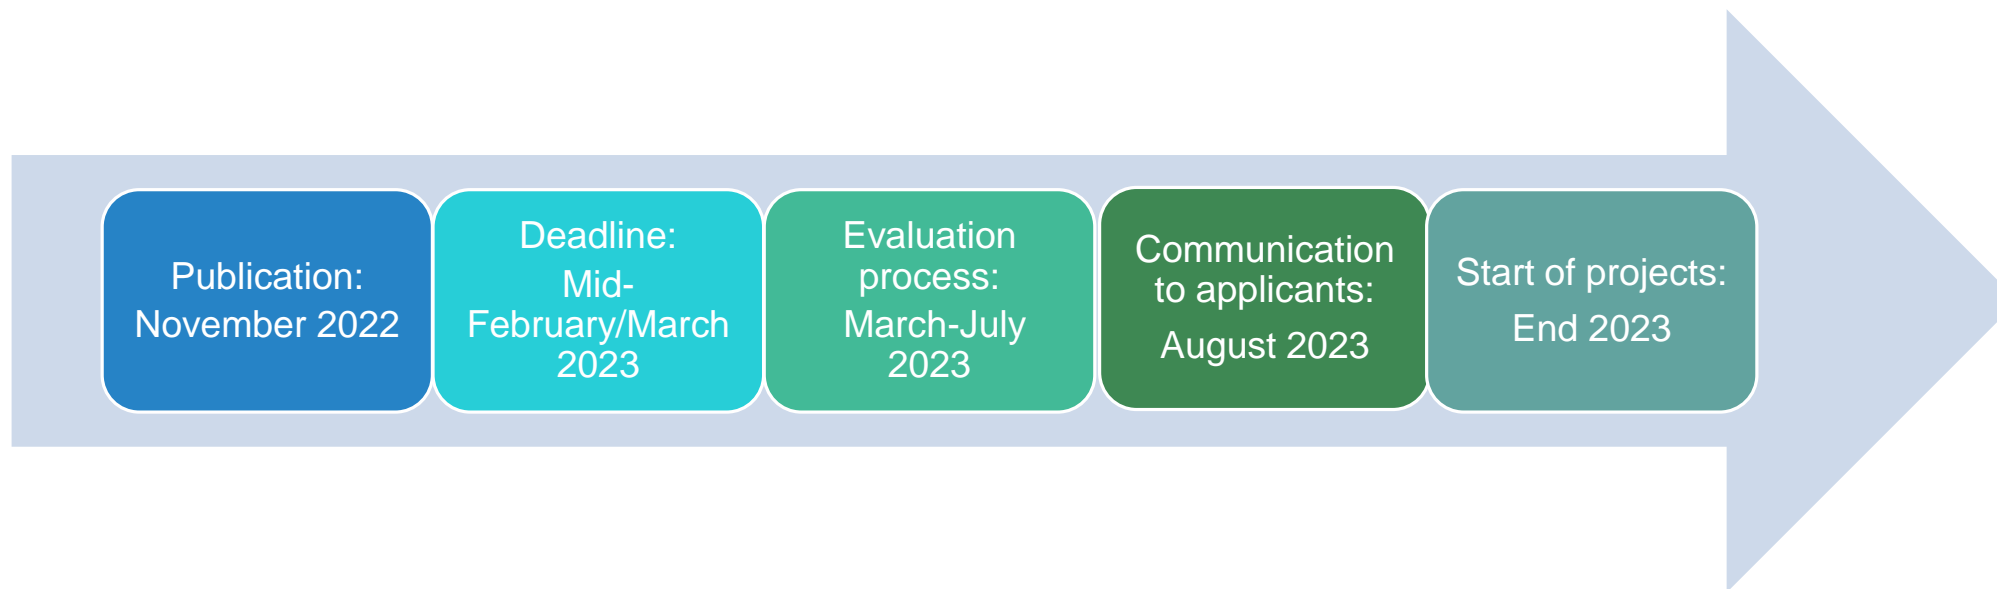 Publication:
November 2022
Deadline:
Mid-
February/March
2023
Evaluation
process:
March-July
2023
Communication
to applicants:
August 2023
Start of projects:
End 2023